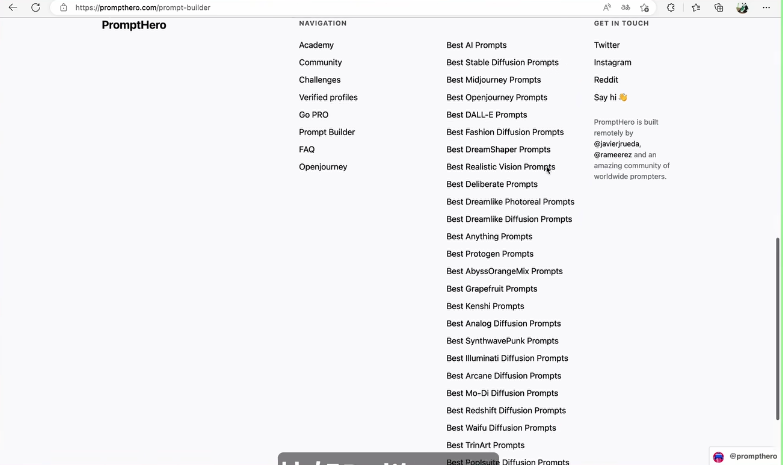 https://prompthero.com/prompt-builder
PromptHero
NAVIGATION
Academy
Community
Challenges
Verified profiles
Go PRO
Prompt Builder
FAQ
Openjourney
Best AI Prompts
Best Stable Diffusion Prompts
Best Midjourney Prompts
Best Openjourney Prompts
Best DALL-E Prompts
Best Fashion Diffusion Prompts
Best DreamShaper Prompts
Best Realistic Vision Prompts
Best Deliberate Prompts
Best Dreamlike Photoreal Prompts
Best Dreamlike Diffusion Prompts
Best Anything Prompts
Best Protogen Prompts
Best AbyssOrangeMix Prompts
Best Grapefruit Prompts
Best Kenshi Prompts
Best Analog Diffusion Prompts
Best SynthwavePunk Prompts
Best Illuminati Diffusion Prompts
Best Arcane Diffusion Prompts
Best Mo-Di Diffusion Prompts
Best Redshift Diffusion Prompts
Best Waifu Diffusion Prompts
Best TrinArt Prompts
Best Poolsuite Diffusion Prompts
GET IN TOUCH
Twitter
Instagram
Reddit
Say hi 👋
PromptHero is built
remotely by
@javierjrueda,
@rameerez and an
amazing community of
worldwide prompters.
@prompthero